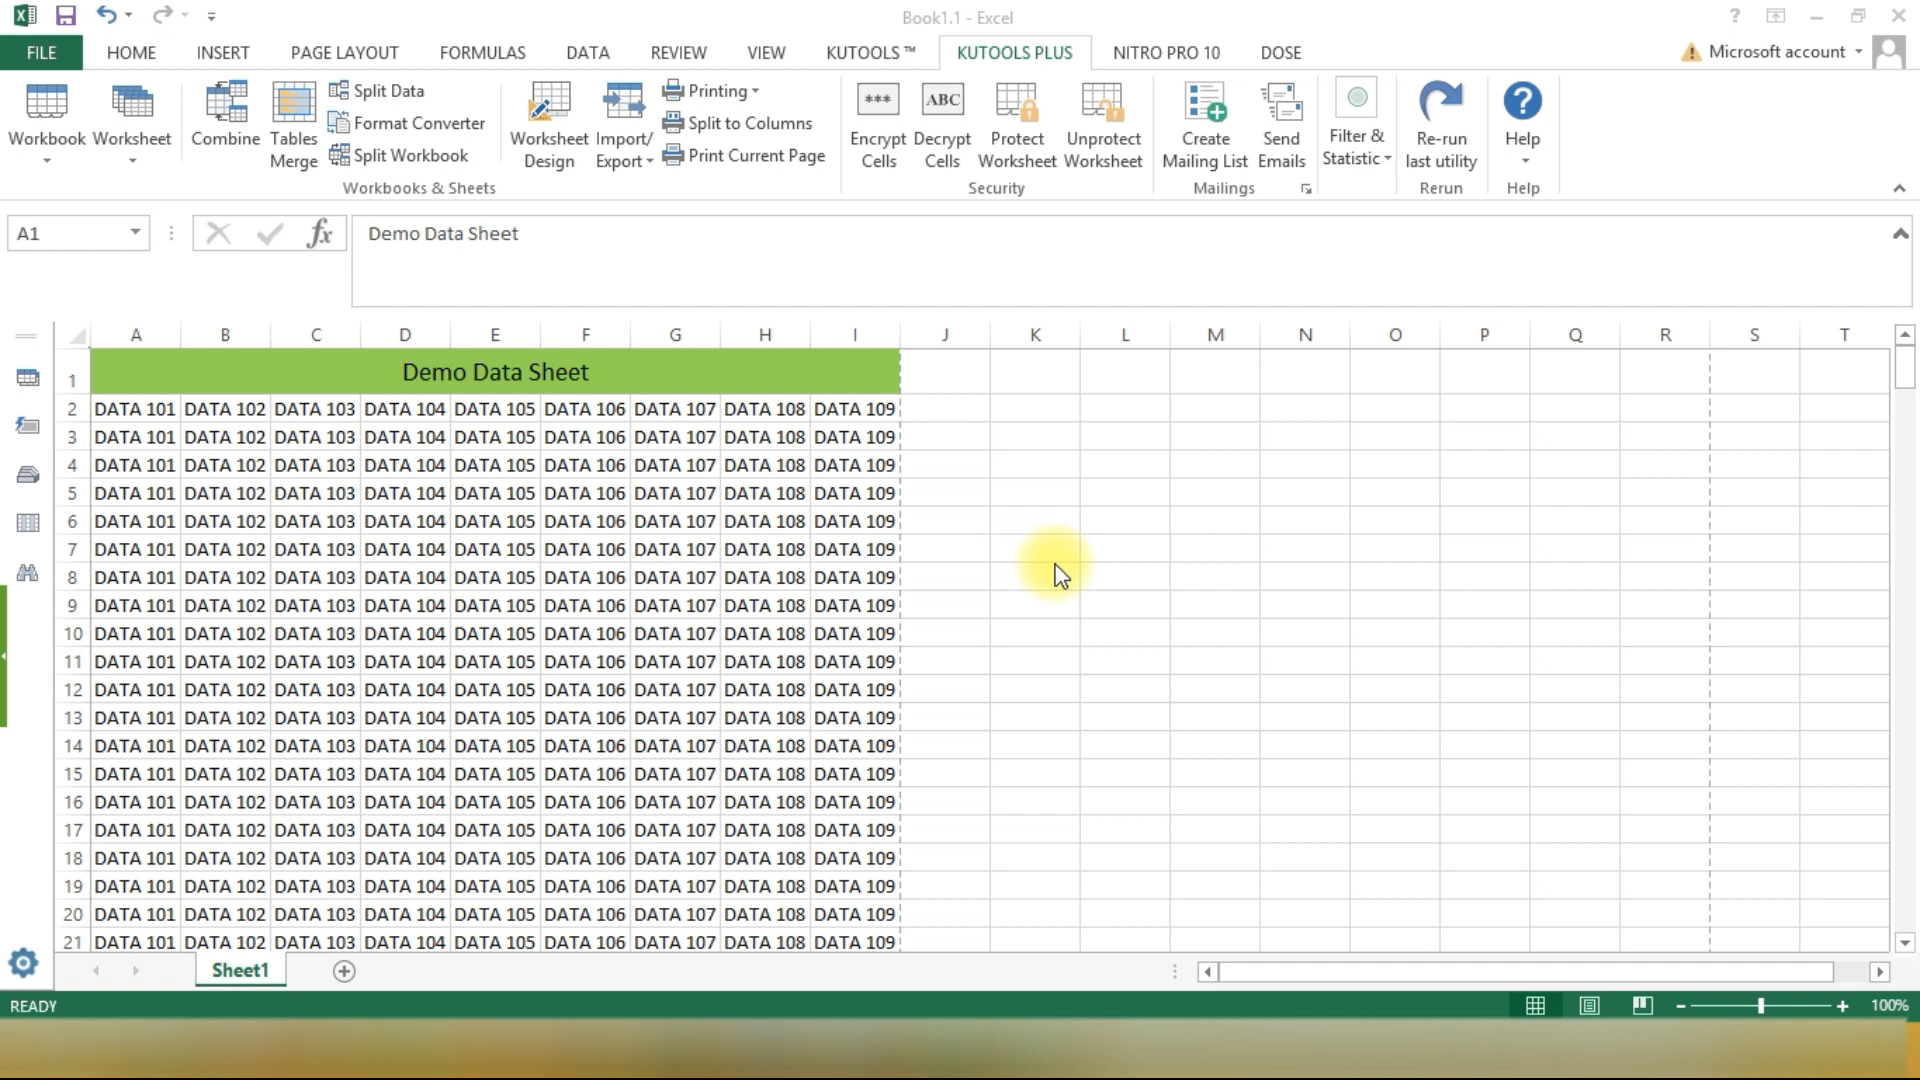 Book1.1 - Excel
?
FILE HOME INSERT PAGE LAYOUT FORMULAS DATA REVIEW VIEW KUTOOLS ™ KUTOOLS PLUS NITRO PRO 10 DOSE Microsoft account
Workbook
Worksheet
Combine
Tables
Merge
Split Data
Format Converter
Split Workbook
Workbooks & Sheets
Worksheet
Design
Import/
Export
Printing
Split to Columns
Print Current Page
***
Encrypt
Cells
ABC
Decrypt
Cells
Protect
Worksheet
Unprotect
Worksheet
Security
Create
Mailing List
Send
Emails
Mailings
Filter &
Statistic
Re-run
last utility
Rerun
?
Help
Help
A1 fx Demo Data Sheet
A B C D E F G H I J K L M N O P Q R S T
1 Demo Data Sheet
2 DATA 101 DATA 102 DATA 103 DATA 104 DATA 105 DATA 106 DATA 107 DATA 108 DATA 109
3 DATA 101 DATA 102 DATA 103 DATA 104 DATA 105 DATA 106 DATA 107 DATA 108 DATA 109
4 DATA 101 DATA 102 DATA 103 DATA 104 DATA 105 DATA 106 DATA 107 DATA 108 DATA 109
5 DATA 101 DATA 102 DATA 103 DATA 104 DATA 105 DATA 106 DATA 107 DATA 108 DATA 109
6 DATA 101 DATA 102 DATA 103 DATA 104 DATA 105 DATA 106 DATA 107 DATA 108 DATA 109
7 DATA 101 DATA 102 DATA 103 DATA 104 DATA 105 DATA 106 DATA 107 DATA 108 DATA 109
8 DATA 101 DATA 102 DATA 103 DATA 104 DATA 105 DATA 106 DATA 107 DATA 108 DATA 109
9 DATA 101 DATA 102 DATA 103 DATA 104 DATA 105 DATA 106 DATA 107 DATA 108 DATA 109
10 DATA 101 DATA 102 DATA 103 DATA 104 DATA 105 DATA 106 DATA 107 DATA 108 DATA 109
11 DATA 101 DATA 102 DATA 103 DATA 104 DATA 105 DATA 106 DATA 107 DATA 108 DATA 109
12 DATA 101 DATA 102 DATA 103 DATA 104 DATA 105 DATA 106 DATA 107 DATA 108 DATA 109
13 DATA 101 DATA 102 DATA 103 DATA 104 DATA 105 DATA 106 DATA 107 DATA 108 DATA 109
14 DATA 101 DATA 102 DATA 103 DATA 104 DATA 105 DATA 106 DATA 107 DATA 108 DATA 109
15 DATA 101 DATA 102 DATA 103 DATA 104 DATA 105 DATA 106 DATA 107 DATA 108 DATA 109
16 DATA 101 DATA 102 DATA 103 DATA 104 DATA 105 DATA 106 DATA 107 DATA 108 DATA 109
17 DATA 101 DATA 102 DATA 103 DATA 104 DATA 105 DATA 106 DATA 107 DATA 108 DATA 109
18 DATA 101 DATA 102 DATA 103 DATA 104 DATA 105 DATA 106 DATA 107 DATA 108 DATA 109
19 DATA 101 DATA 102 DATA 103 DATA 104 DATA 105 DATA 106 DATA 107 DATA 108 DATA 109
20 DATA 101 DATA 102 DATA 103 DATA 104 DATA 105 DATA 106 DATA 107 DATA 108 DATA 109
21 DATA 101 DATA 102 DATA 103 DATA 104 DATA 105 DATA 106 DATA 107 DATA 108 DATA 109
Sheet1
READY 100%